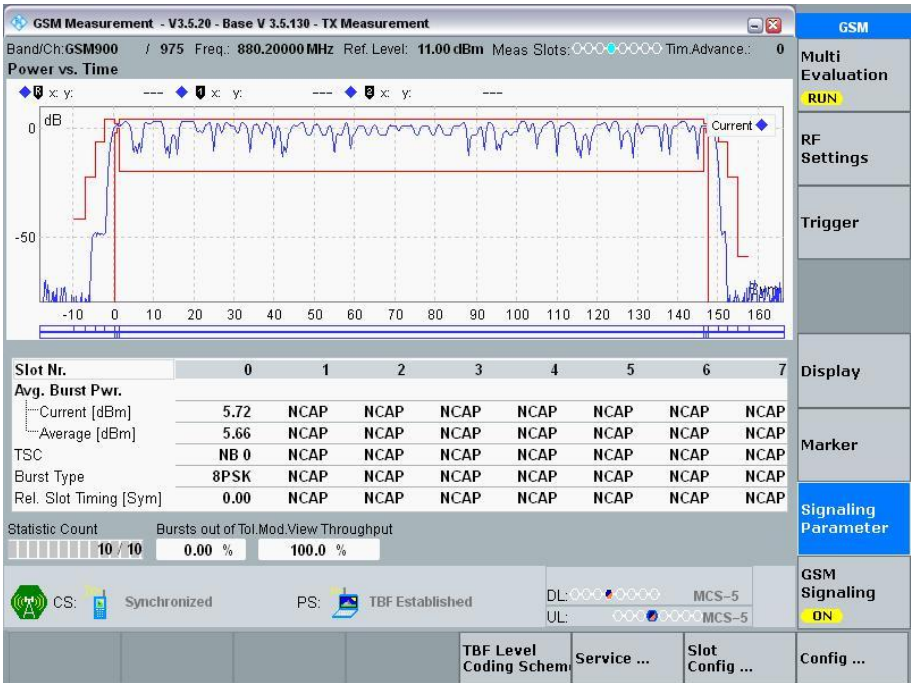 GSM Measurement - V3.5.20 - Base V 3.5.130 - TX Measurement
Band/Ch:GSM900 / 975 Freq.: 880.20000 MHz Ref. Level: 11.00 dBm Meas Slots: Tim.Advance.: 0
Power vs. Time
R x: y: --- 1 x: y: --- 2 x: y: ---
dB
Current
0
-50
-10 0 10 20 30 40 50 60 70 80 90 100 110 120 130 140 150 160
Slot Nr. 0 1 2 3 4 5 6 7
Avg. Burst Pwr.
Current [dBm] 5.72 NCAP NCAP NCAP NCAP NCAP NCAP NCAP
Average [dBm] 5.66 NCAP NCAP NCAP NCAP NCAP NCAP NCAP
TSC NB 0 NCAP NCAP NCAP NCAP NCAP NCAP NCAP
Burst Type 8PSK NCAP NCAP NCAP NCAP NCAP NCAP NCAP
Rel. Slot Timing [Sym] 0.00 NCAP NCAP NCAP NCAP NCAP NCAP NCAP
Statistic Count Bursts out of Tol. Mod.View Throughput
10 / 10 0.00 % 100.0 %
CS: Synchronized PS: TBF Established
DL: MCS-5
UL: MCS-5
GSM
Multi
Evaluation
RUN
RF
Settings
Trigger
Display
Marker
Signaling
Parameter
GSM
Signaling
ON
TBF Level
Coding Schem
Service ...
Slot
Config ...
Config ...